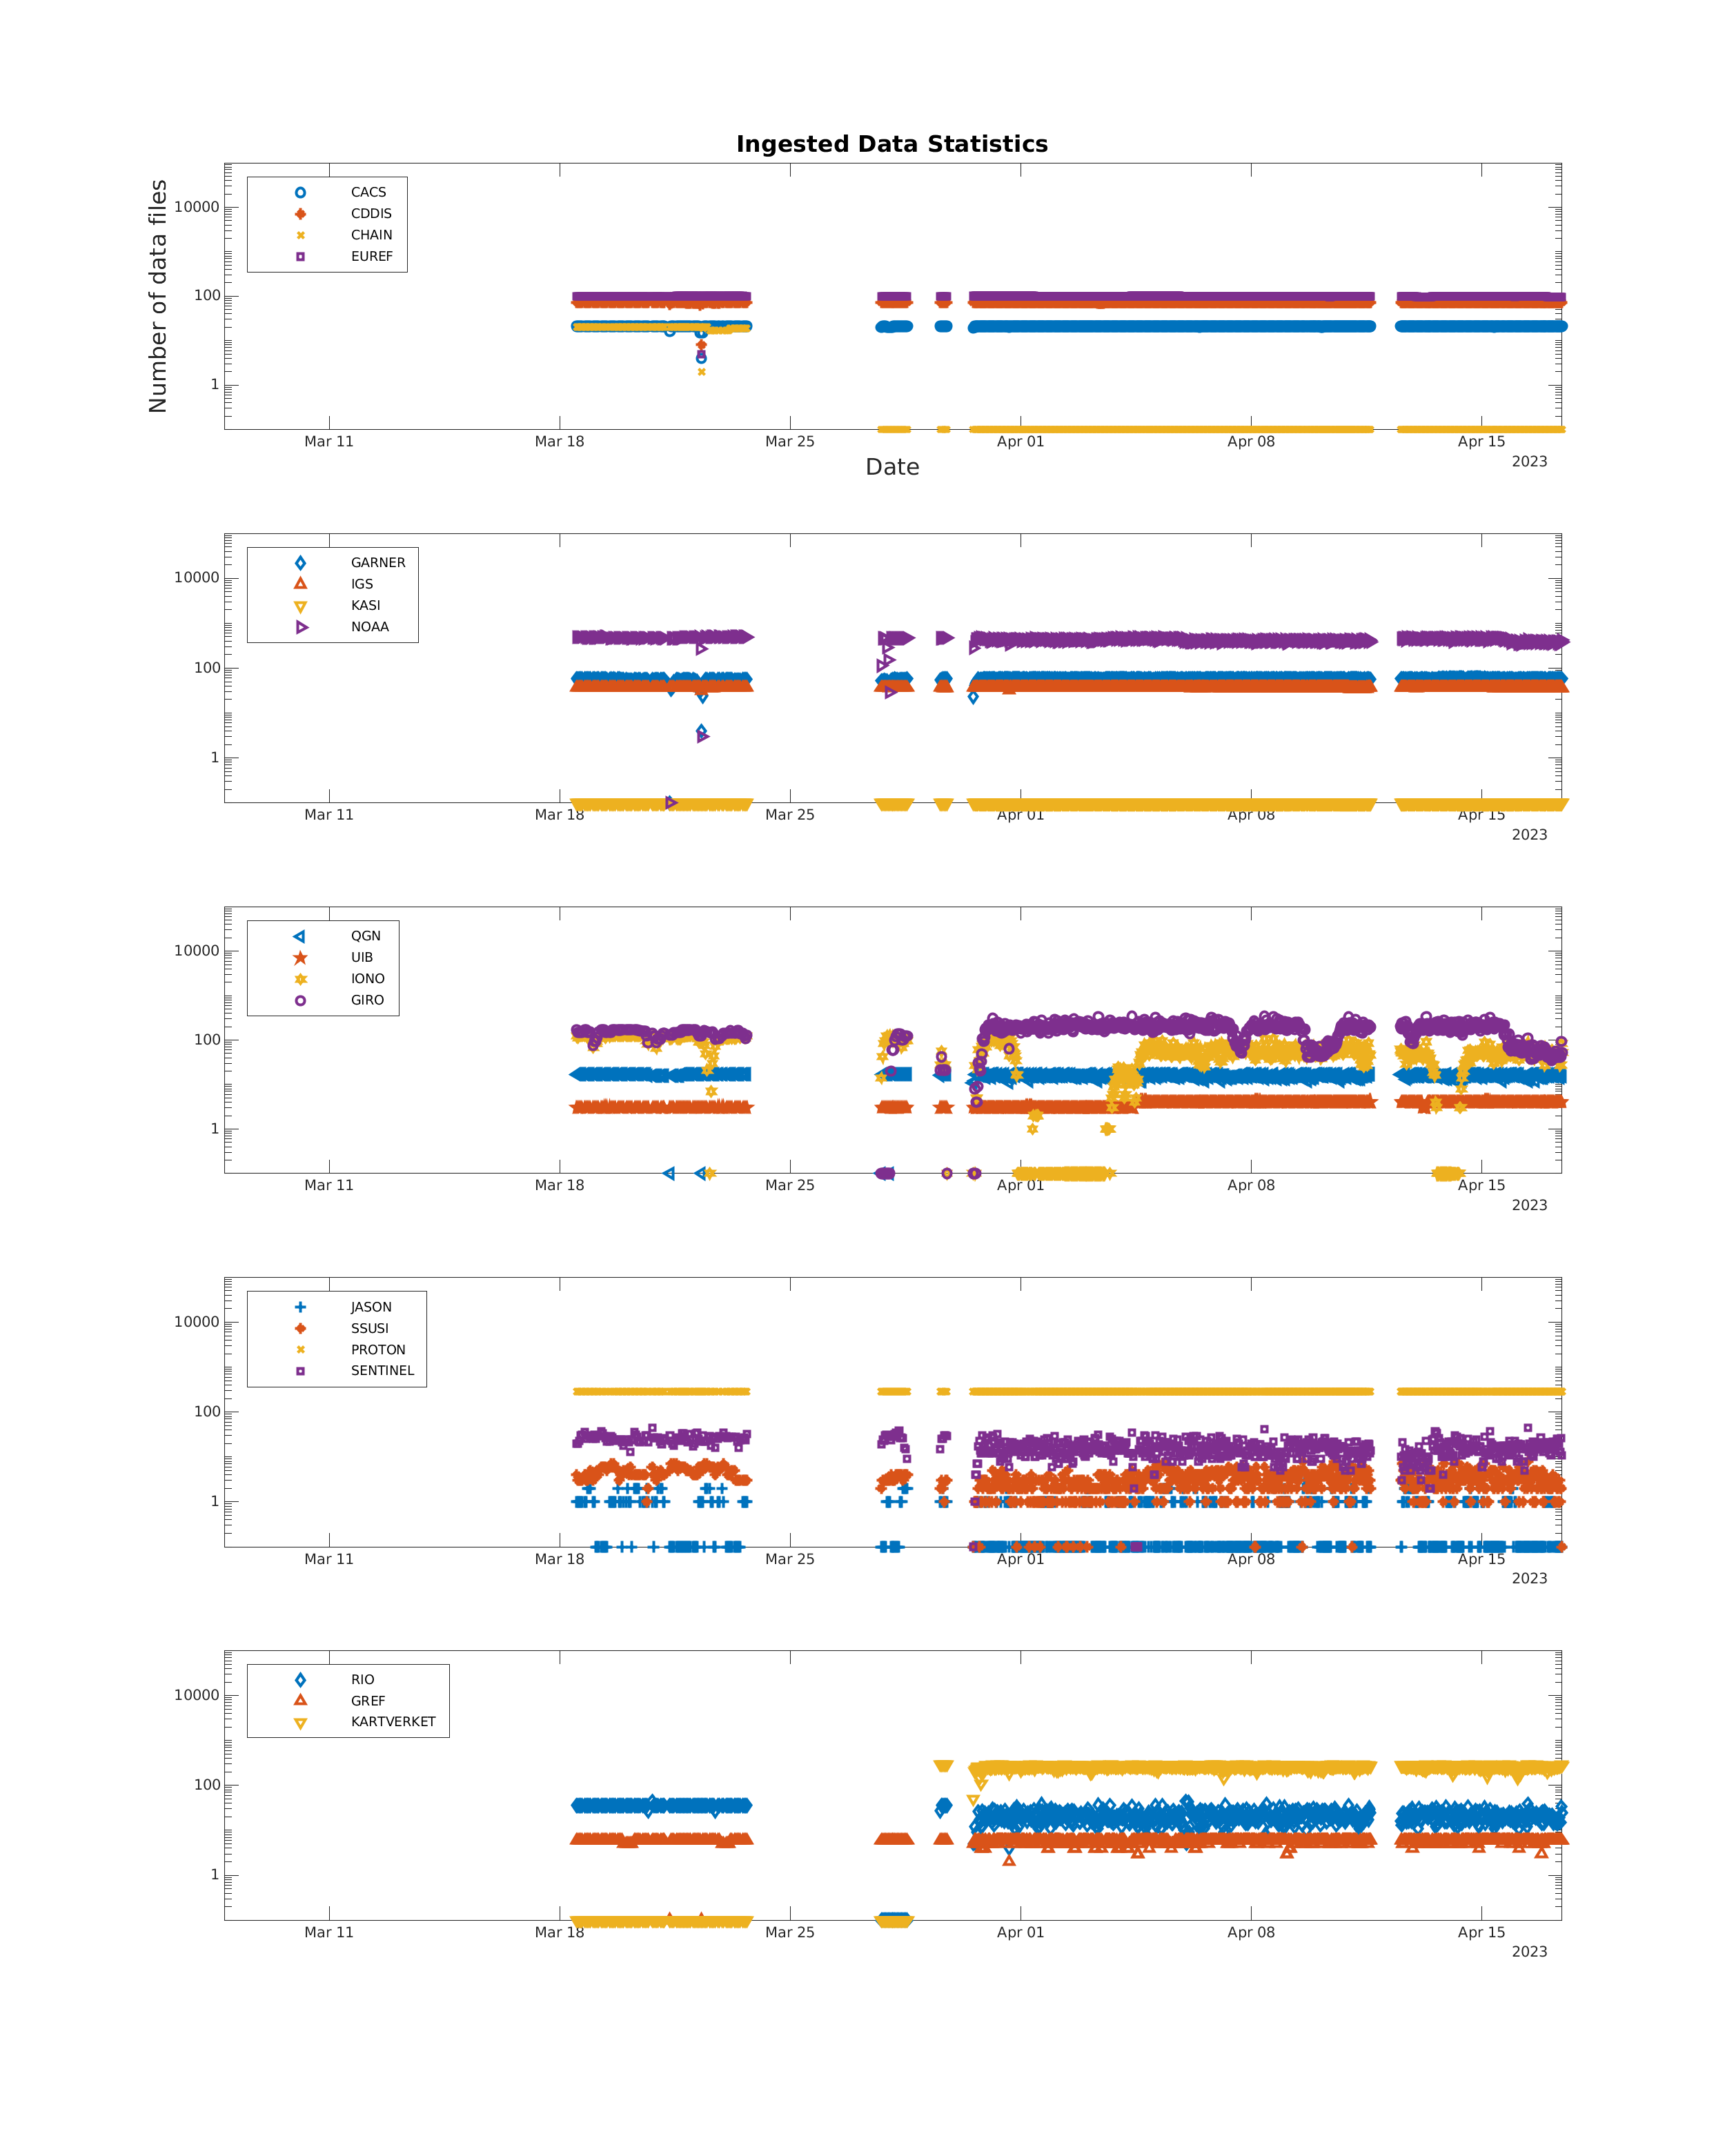 Ingested Data Statistics
Number of data files
10000
100
1
CACS
CDDIS
CHAIN
EUREF
Mar 11 Mar 18 Mar 25 Apr 01 Apr 08 Apr 15
2023
Date
10000
100
1
GARNER
IGS
KASI
NOAA
Mar 11 Mar 18 Mar 25 Apr 01 Apr 08 Apr 15
2023
10000
100
1
QGN
UIB
IONO
GIRO
Mar 11 Mar 18 Mar 25 Apr 01 Apr 08 Apr 15
2023
10000
100
1
JASON
SSUSI
PROTON
SENTINEL
Mar 11 Mar 18 Mar 25 Apr 01 Apr 08 Apr 15
2023
10000
100
1
RIO
GREF
KARTVERKET
Mar 11 Mar 18 Mar 25 Apr 01 Apr 08 Apr 15
2023